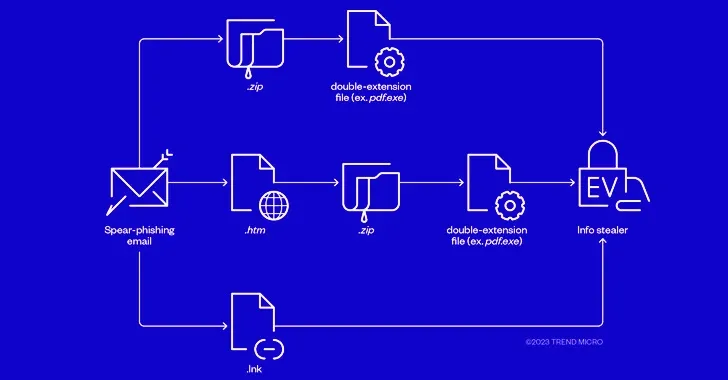 .zip
double-extension
file (ex. pdf.exe)
EV
Spear-phishing
email
.htm
.zip
double-extension
file (ex. pdf.exe)
Info stealer
.lnk
©2023 TREND MICRO